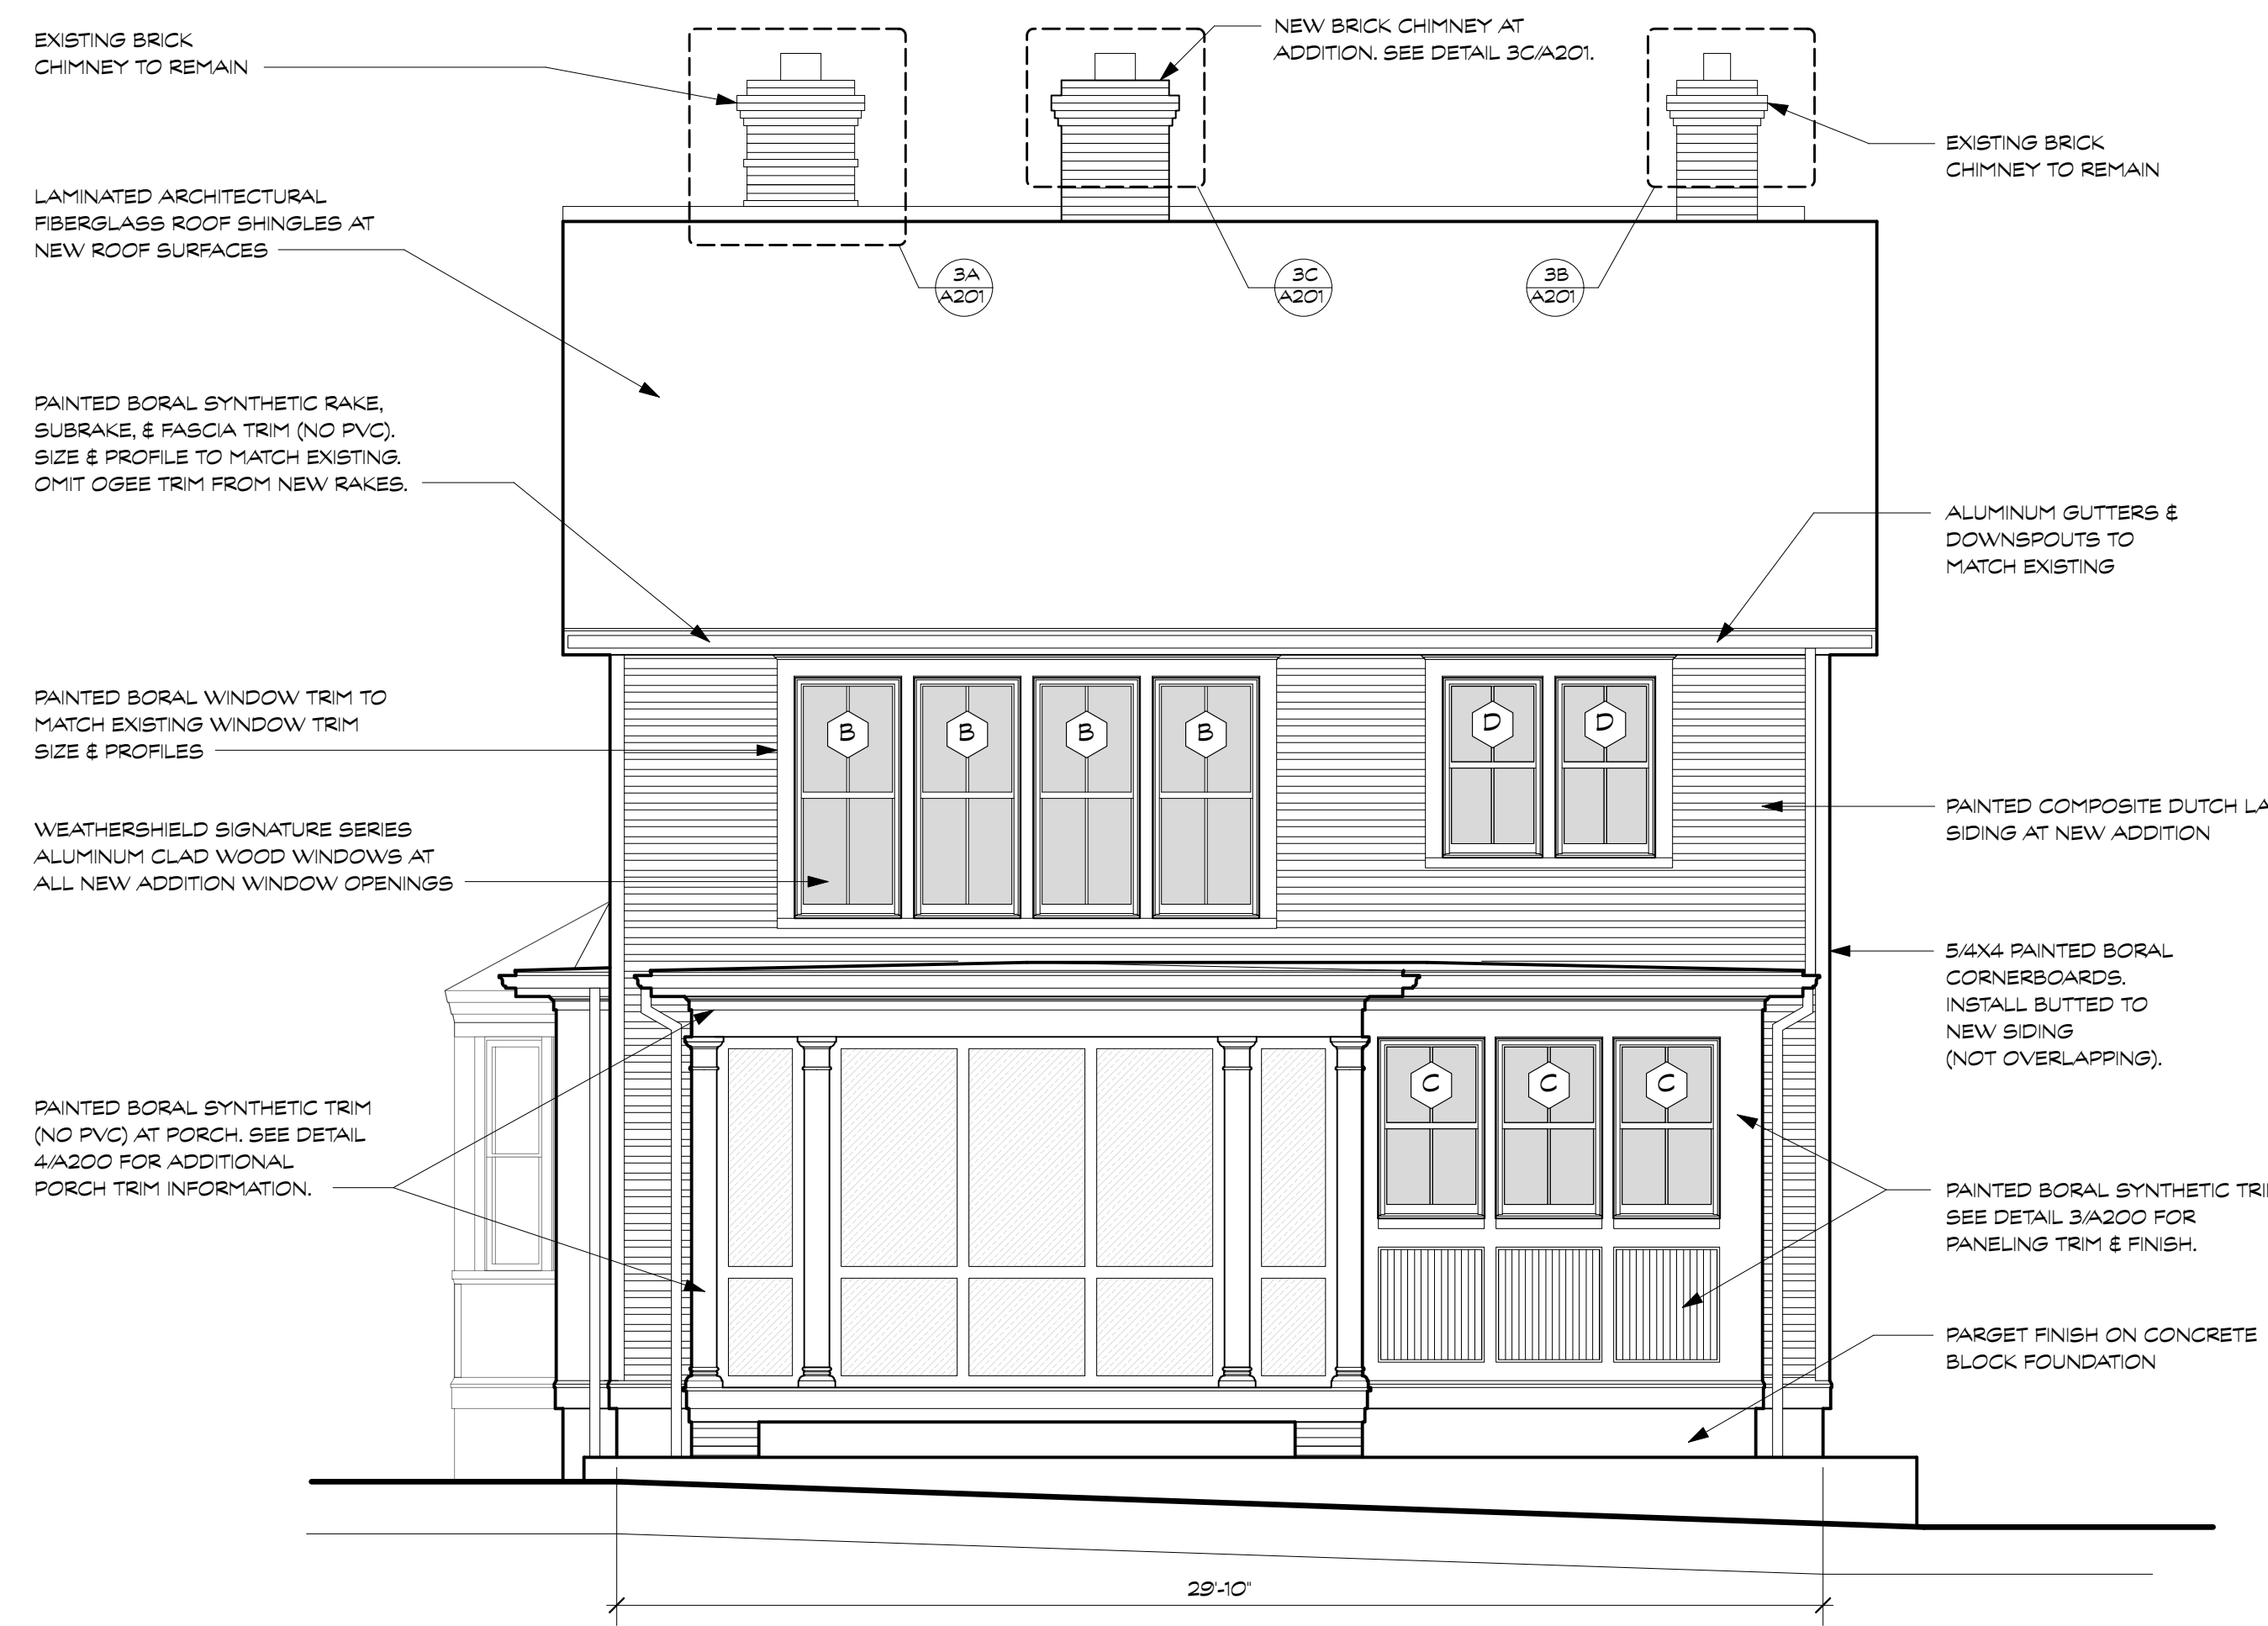 EXISTING BRICK
CHIMNEY TO REMAIN
NEW BRICK CHIMNEY AT
ADDITION. SEE DETAIL 3C/A201.
EXISTING BRICK
CHIMNEY TO REMAIN
LAMINATED ARCHITECTURAL
FIBERGLASS ROOF SHINGLES AT
NEW ROOF SURFACES
3A
A201
3C
A201
3B
A201
PAINTED BORAL SYNTHETIC RAKE,
SUBRAKE, & FASCIA TRIM (NO PVC).
SIZE & PROFILE TO MATCH EXISTING.
OMIT OGEE TRIM FROM NEW RAKES.
ALUMINUM GUTTERS &
DOWNSPOUTS TO
MATCH EXISTING
PAINTED BORAL WINDOW TRIM TO
MATCH EXISTING WINDOW TRIM
SIZE & PROFILES
B B B B D D
WEATHERSHIELD SIGNATURE SERIES
ALUMINUM CLAD WOOD WINDOWS AT
ALL NEW ADDITION WINDOW OPENINGS
PAINTED COMPOSITE DUTCH
SIDING AT NEW ADDITION
5/4X4 PAINTED BORAL
CORNERBOARDS.
INSTALL BUTTED TO
NEW SIDING
(NOT OVERLAPPING).
C C C
PAINTED BORAL SYNTHETIC TRIM
(NO PVC) AT PORCH. SEE DETAIL
4/A200 FOR ADDITIONAL
PORCH TRIM INFORMATION.
PAINTED BORAL SYNTHETIC
SEE DETAIL 3/A200 FOR
PANELING TRIM & FINISH.
PARGET FINISH ON CONCRETE
BLOCK FOUNDATION
29'-10"